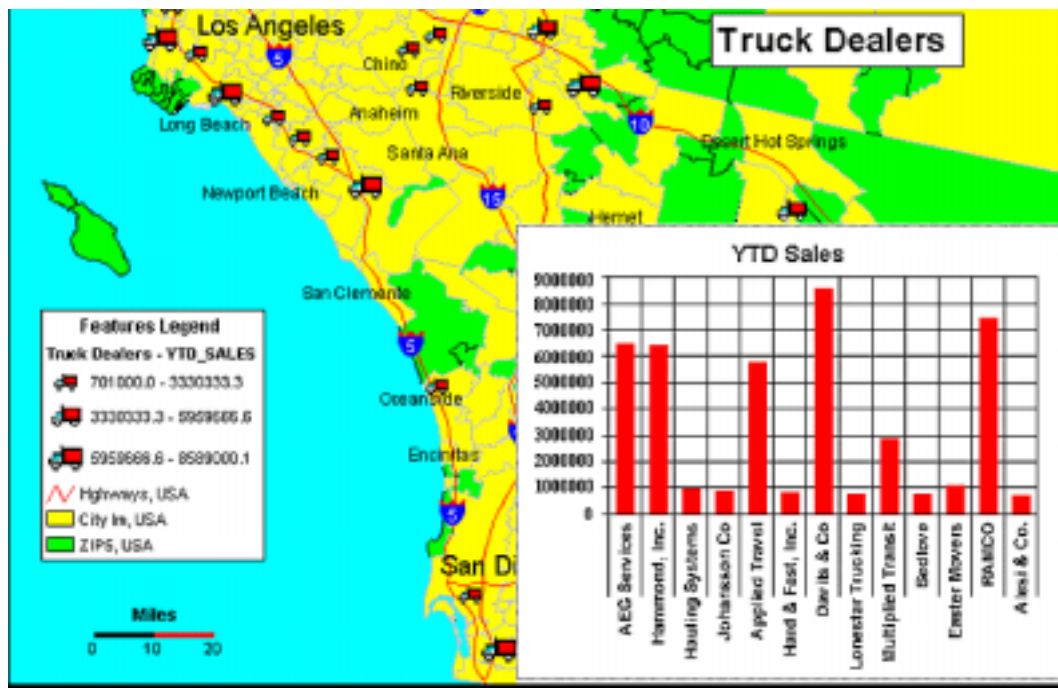 Los Angeles
Truck Dealers
5
Chino
Riverside
Anaheim
Long Beach
10
Desert Hot Springs
Santa Ana
Newport Beach
15
Hemet
YTD Sales
San Clemente
5
Oceanside
Encinitas
5
San Di
Features Legend
Truck Dealers - YTD_SALES
701000.0 - 3330333.3
3330333.3 - 5959666.6
5959666.6 - 8589000.1
Hghways, USA
City lm, USA
ZIP5, USA
Miles
0 10 20
9000000
8000000
7000000
6000000
5000000
4000000
3000000
2000000
1000000
0
AEC Services
Hammond, Inc.
Hauling Systems
Johansson Co
Applied Travel
Hard & Fast, Inc.
Davis & Co
Lonestar Trucking
Multiplied Transit
Bedlove
Easter Movers
RAMCO
Alesi & Co.